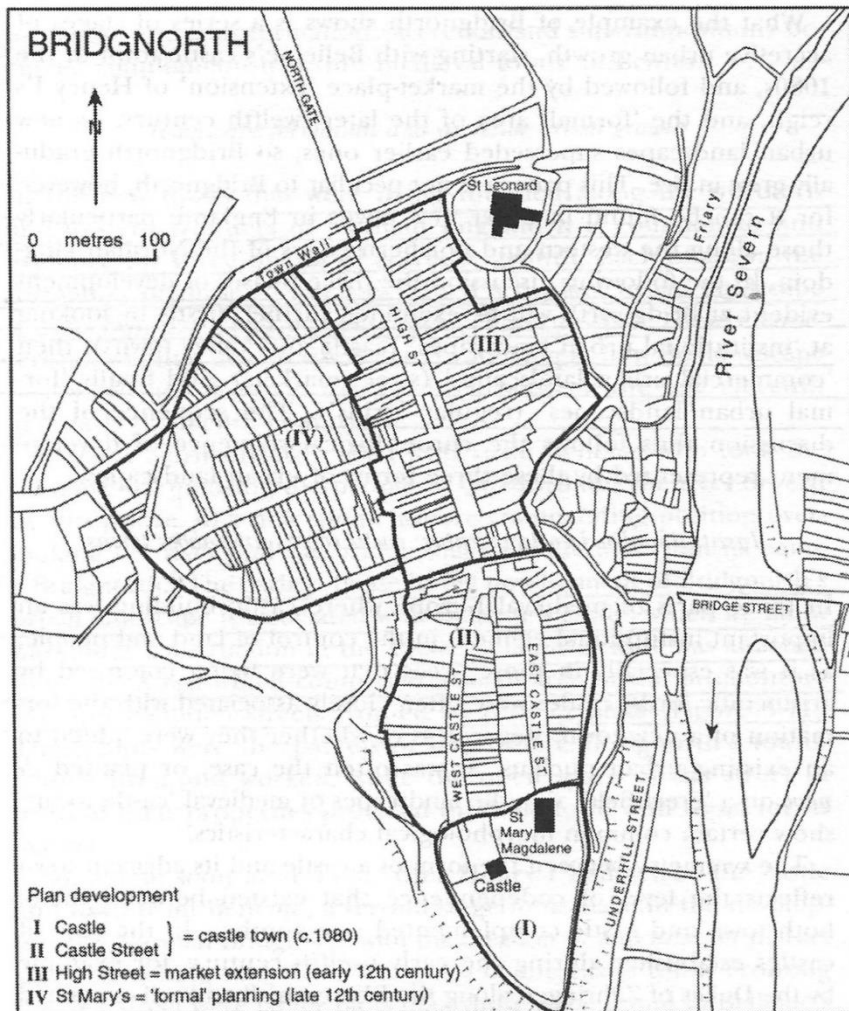 BRIDGNORTH
N
0 metres 100
NORTH GATE
St Leonard
Friary
River Severn
Town Wall
HIGH ST
(III)
(IV)
BRIDGE STREET
(II)
WEST CASTLE ST
EAST CASTLE ST
UNDERHILL STREET
St Mary Magdalene
Castle
(I)
Plan development
I Castle
II Castle Streets
= castle town (c.1080)
III High Street = market extension (early 12th century)
IV St Mary's = 'formal' planning (late 12th century)